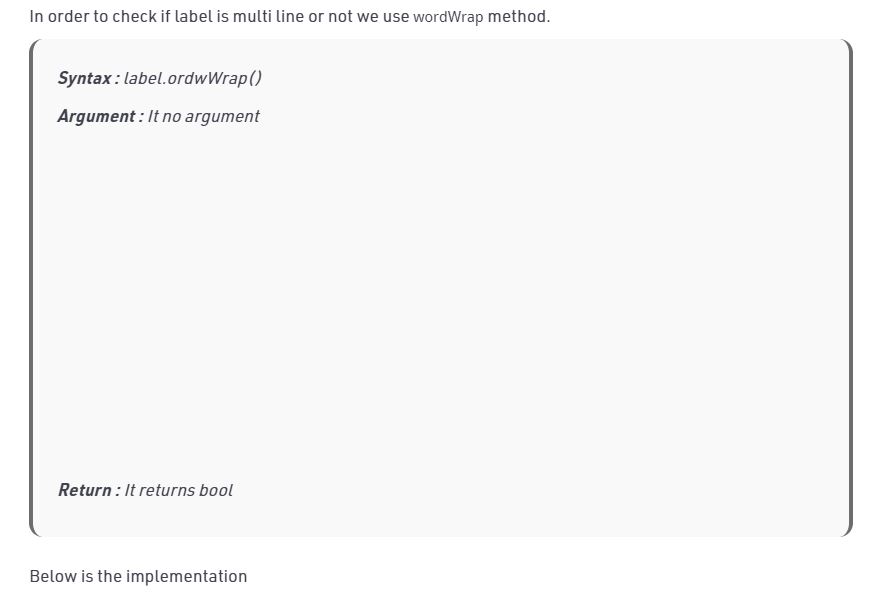 In order to check if label is multi line or not we use wordWrap method.
Syntax : label.ordwWrap()
Argument : It no argument
Return : It returns bool
Below is the implementation